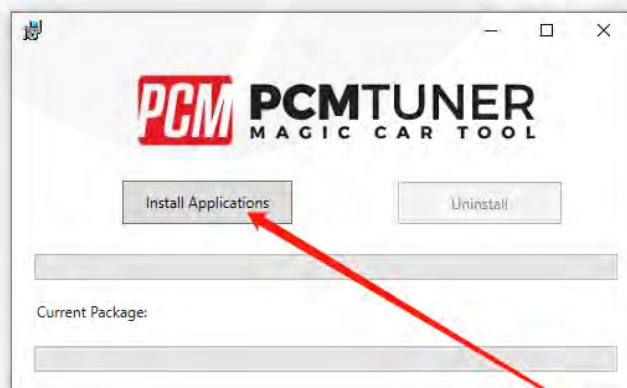 PCM PCMTUNER
MAGIC CAR TOOL
Install Applications Uninstall
Current Package: